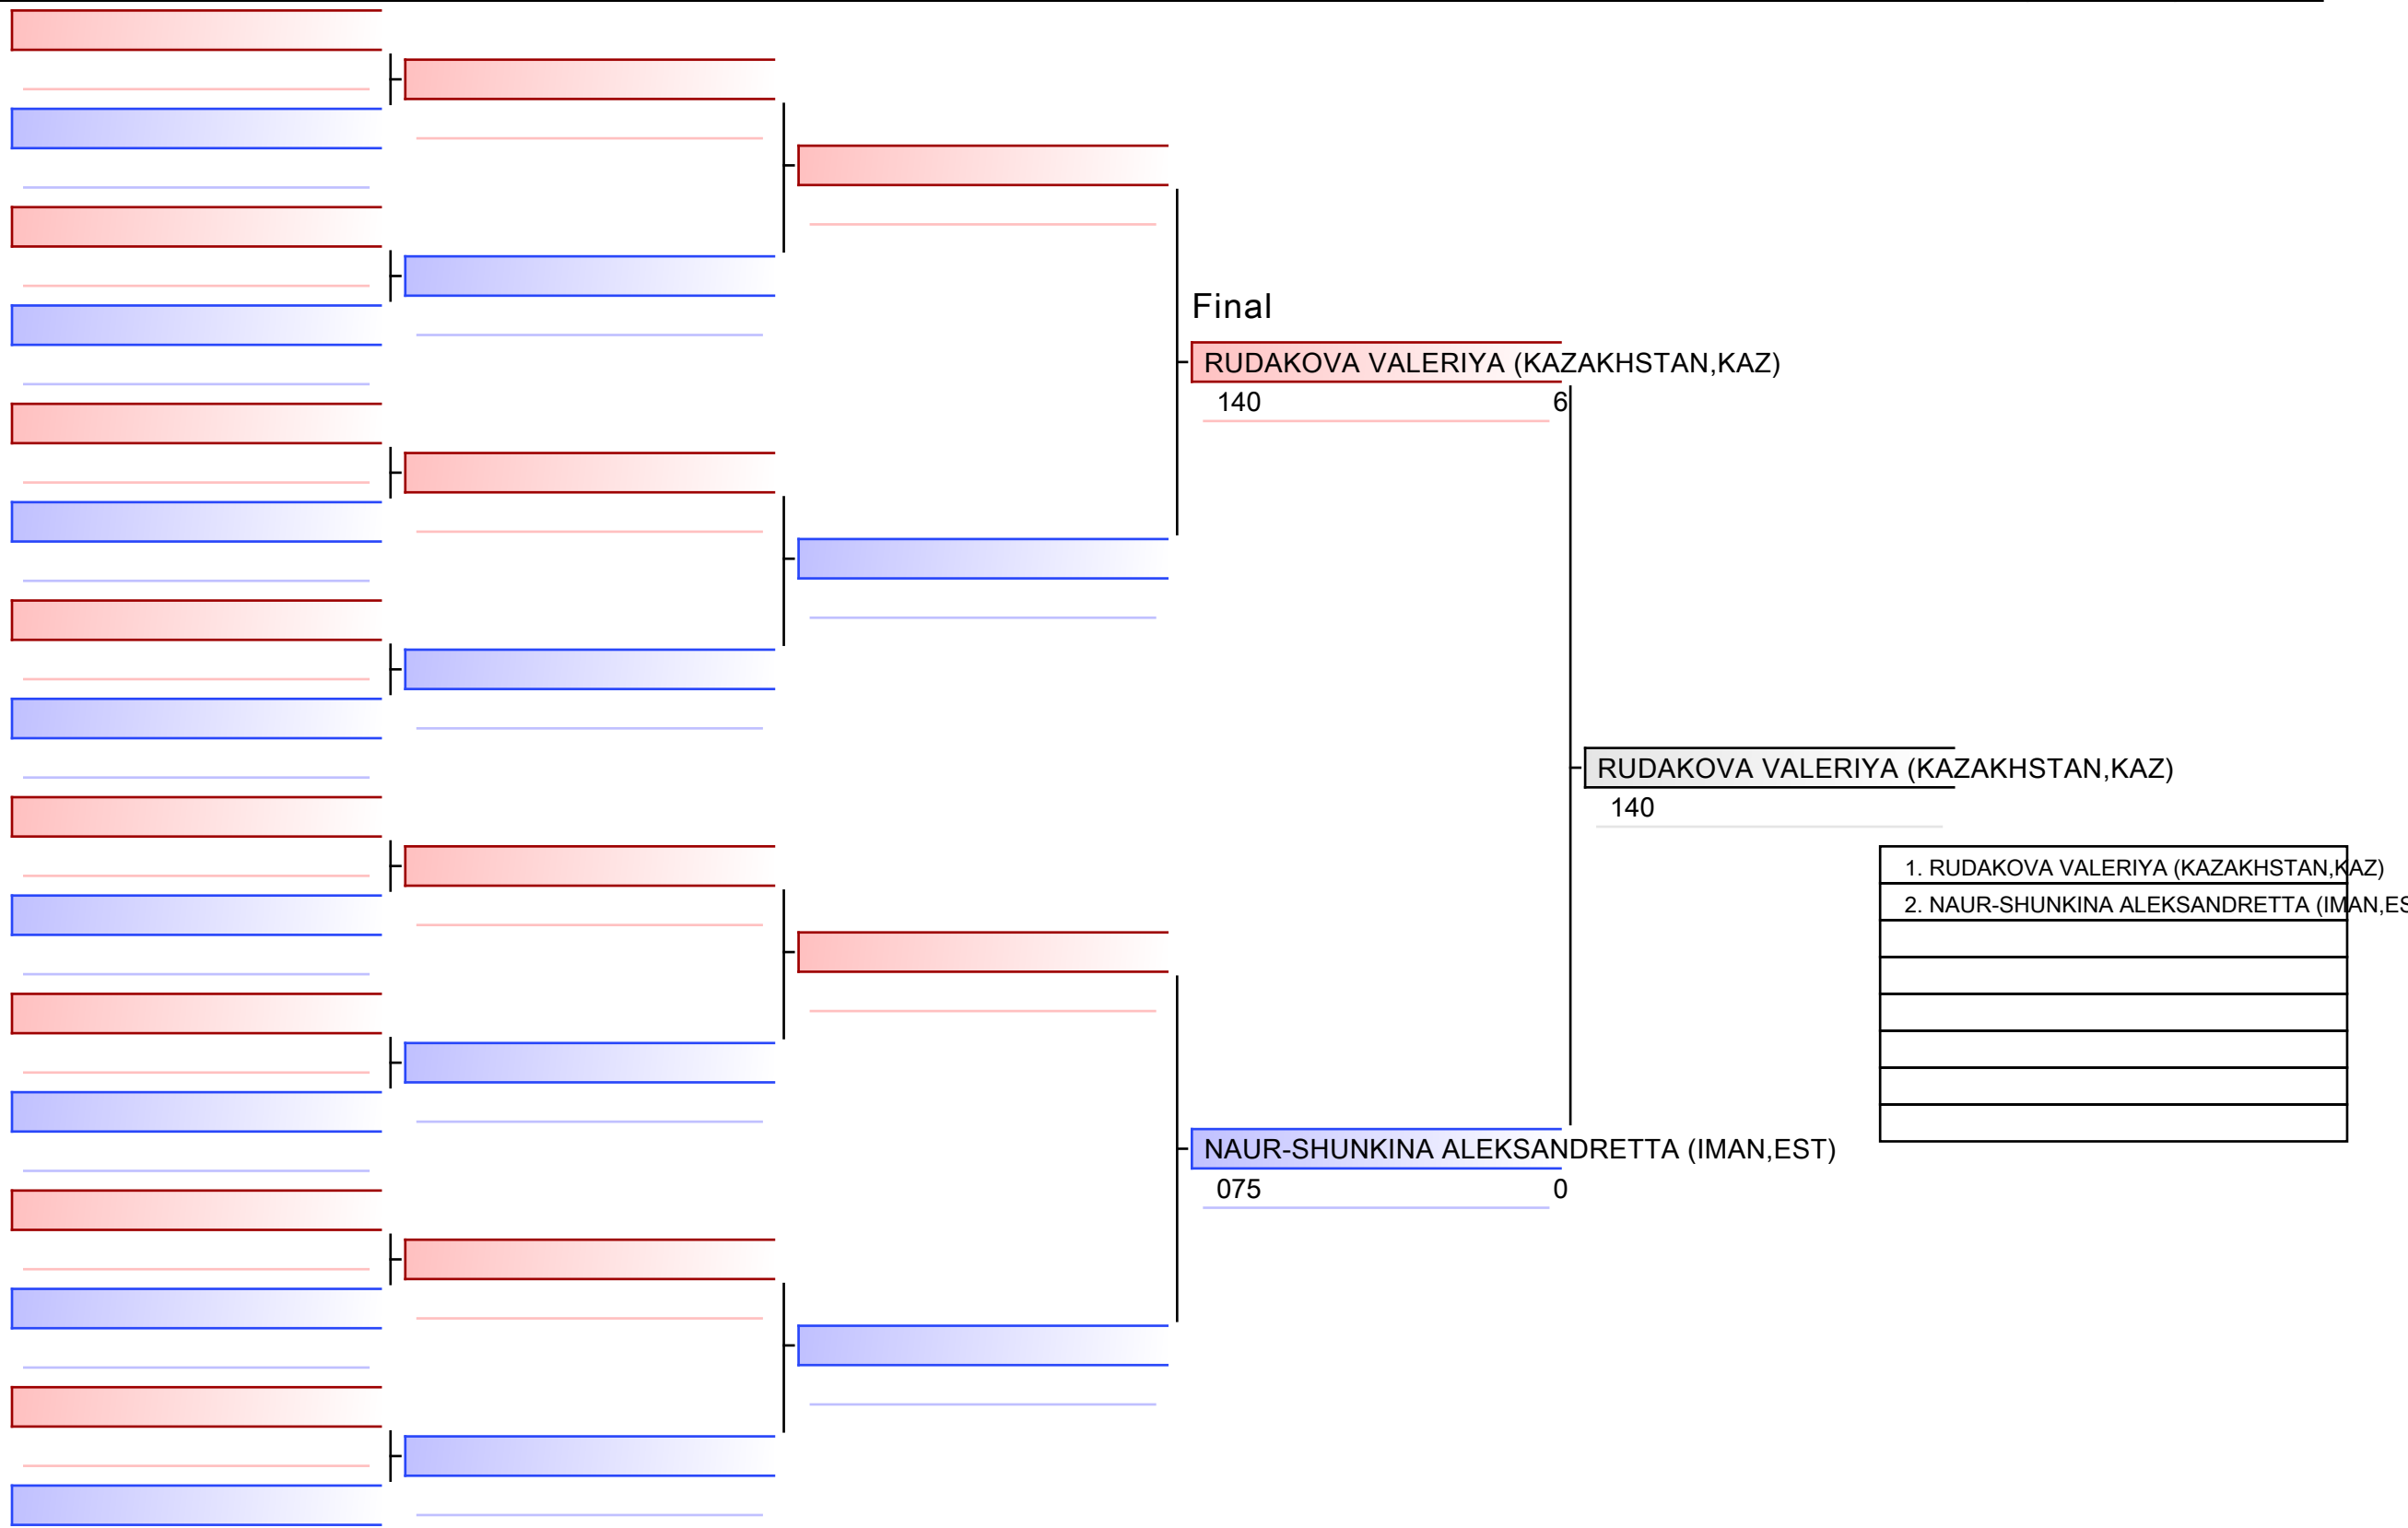 Final
RUDAKOVA VALERIYA (KAZAKHSTAN,KAZ)
140 6
RUDAKOVA VALERIYA (KAZAKHSTAN,KAZ)
140
1. RUDAKOVA VALERIYA (KAZAKHSTAN,KAZ)
2. NAUR-SHUNKINA ALEKSANDRETTA (IMAN,ES
NAUR-SHUNKINA ALEKSANDRETTA (IMAN,EST)
075 0